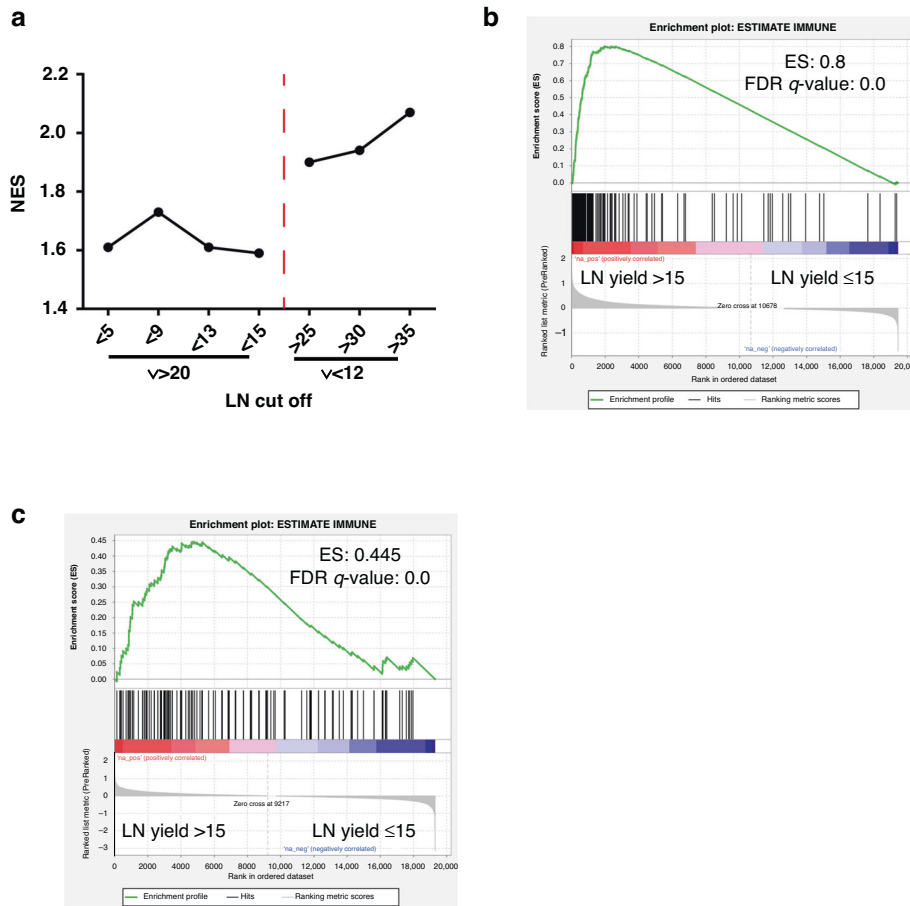 a
2.2
2.0
1.8
1.6
1.4
NES
<5
<9
<13
<15
>25
>30
>35
v>20
v<12
LN cut off
b
Enrichment plot: ESTIMATE IMMUNE
0.8
0.7
0.6
0.5
0.4
0.3
0.2
0.1
0.0
Enrichment score (ES)
ES: 0.8
FDR q-value: 0.0
2
1
0
−1
Ranked list metric (PreRanked)
'na_pos' (positively correlated)
LN yield >15
LN yield ≤15
Zero cross at 10678
'na_neg' (negatively correlated)
0 2000 4000 6000 8000 10,000 12,000 14,000 16,000 18,000 20,0
Rank in ordered dataset
Enrichment profile Hits Ranking metric scores
c
Enrichment plot: ESTIMATE IMMUNE
0.45
0.40
0.35
0.30
0.25
0.20
0.15
0.10
0.05
0.00
Enrichment score (ES)
ES: 0.445
FDR q-value: 0.0
2
1
0
−1
−2
−3
Ranked list metric (PreRanked)
'na_pos' (positively correlated)
Zero cross at 9217
LN yield >15
LN yield ≤15
'na_neg' (negatively correlated)
0 2000 4000 6000 8000 10,000 12,000 14,000 16,000 18,000 20,000
Rank in ordered dataset
Enrichment profile Hits Ranking metric scores